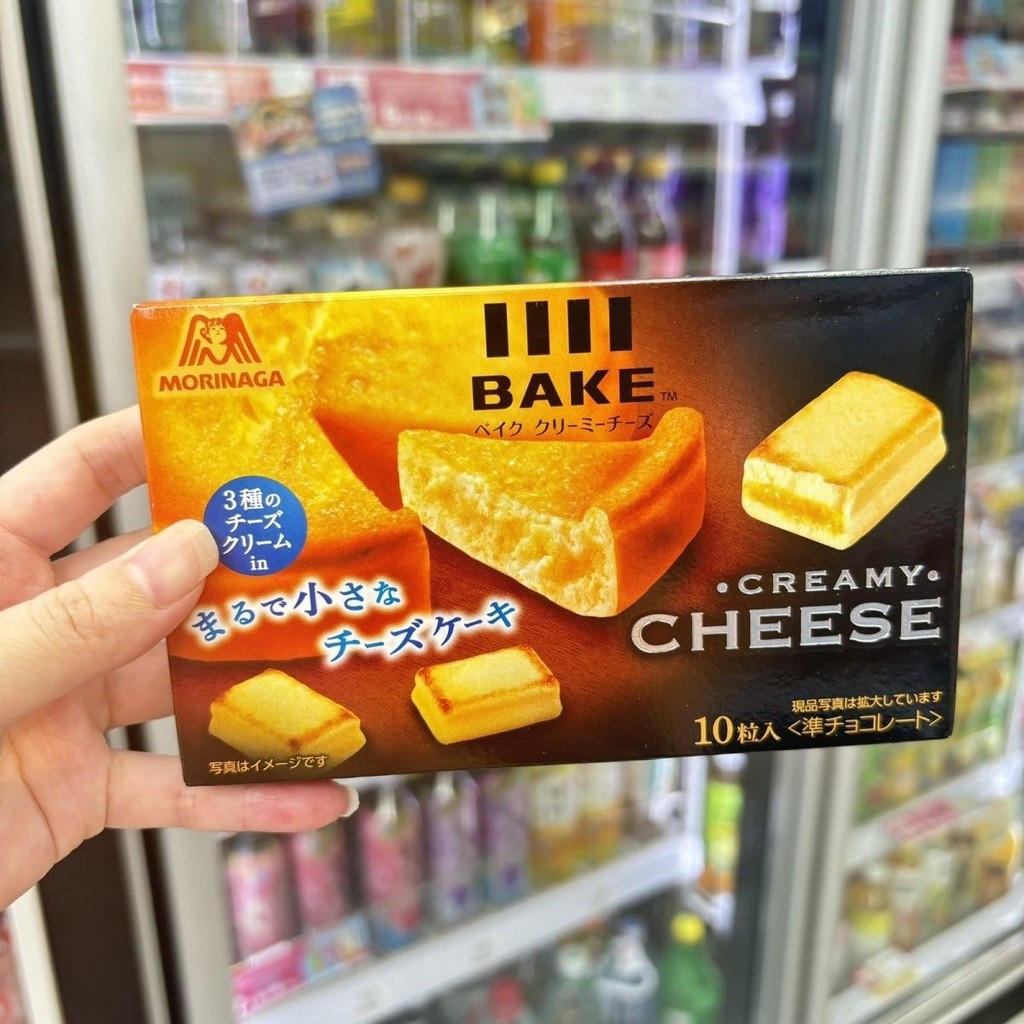 MORINAGA
BAKE™
ベイク クリーミーチーズ
3種の
チーズ
クリーム
in
まるで小さな
チーズケーキ
•CREAMY•
CHEESE
現品写真は拡大しています
10粒入〈準チョコレート〉
写真はイメージです